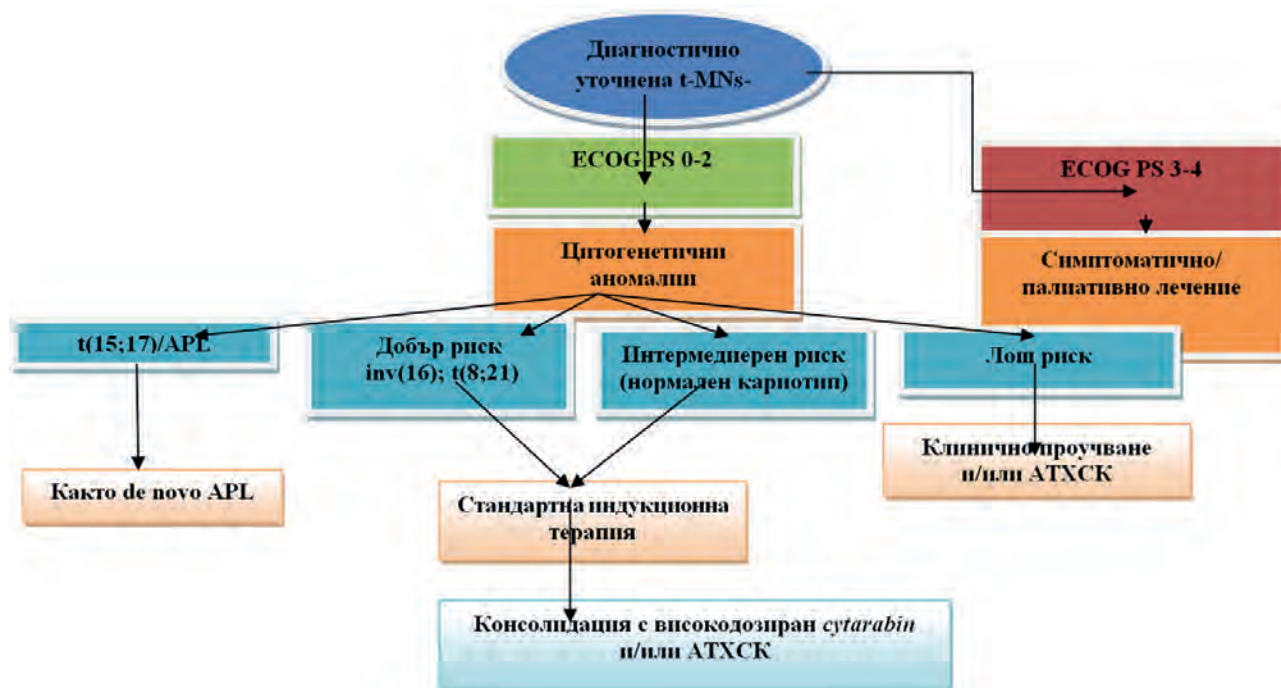 Диагностично
уточнена t-MNs-
ECOG PS 0-2
ECOG PS 3-4
Цитогенетични
аномалии
Симптоматично/
палиативно лечение
t(15;17)/APL
Добър риск
inv(16); t(8;21)
Интермедиерен риск
(нормален кариотип)
Лош риск
Както de novo APL
Стандартна индукционна
терапия
Клинично проучване
и/или АТХСК
Консолидация с високодозиран cytarabin
и/или АТХСК